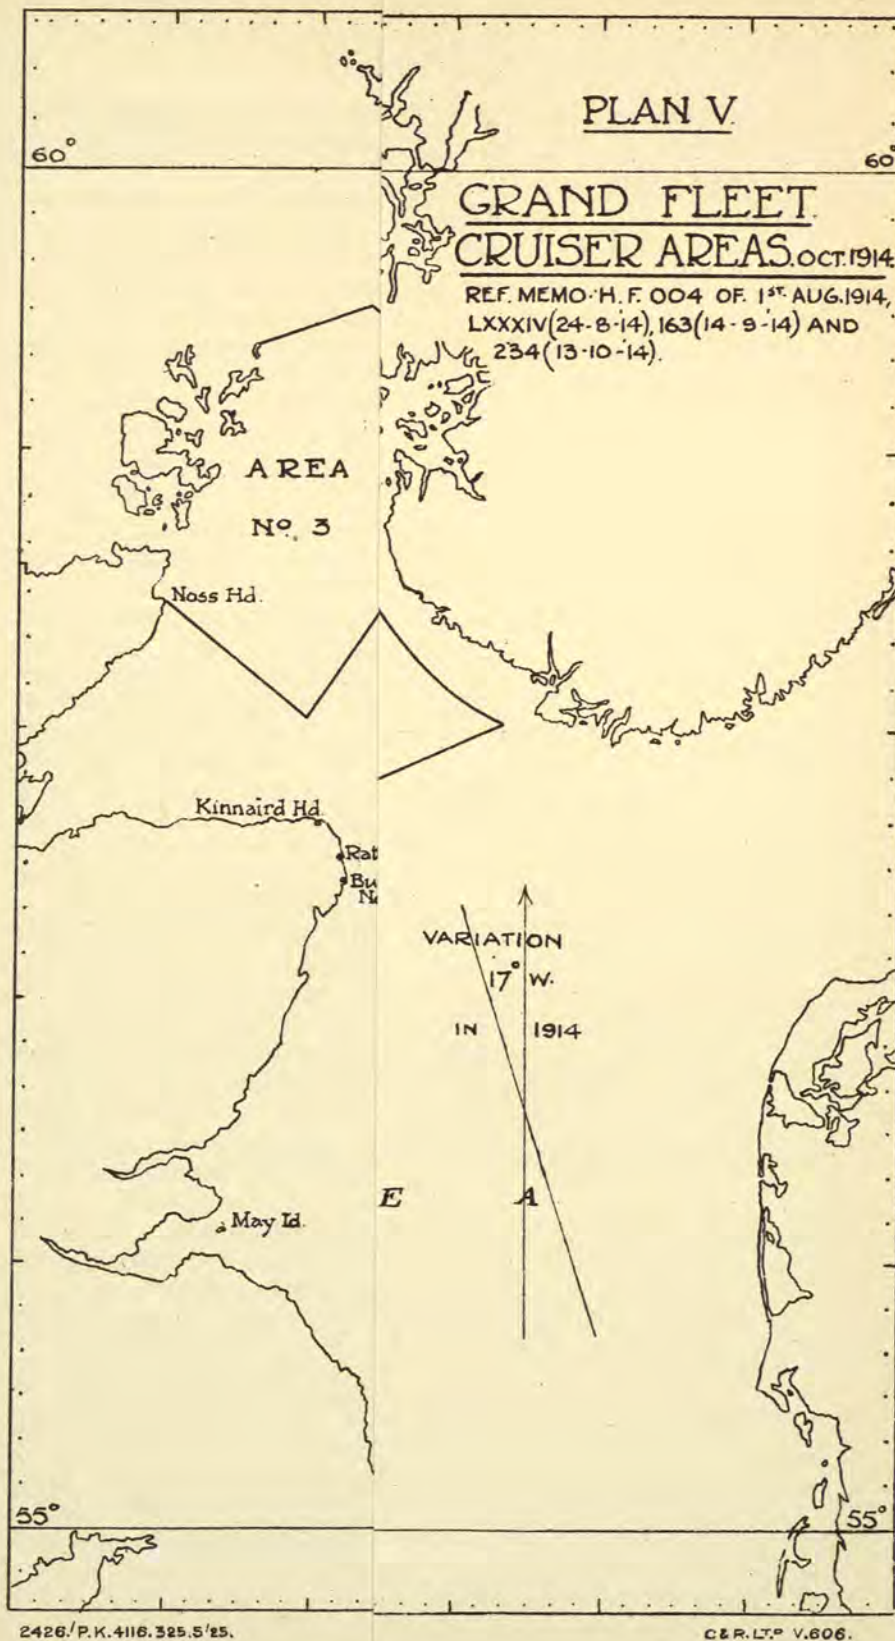 PLAN V.
60°
60°
GRAND FLEET.
CRUISER AREAS. OCT. 1914.
REF. MEMO. H. F. 004 OF 1ST. AUG. 1914,
LXXXIV (24-8-14), 163 (14-9-14) AND
234 (13-10-14).
AREA
No. 3
Noss Hd.
Kinnaird Hd.
Rat
Bu
N
VARIATION
17° W.
IN 1914
E A
May Id.
55°
55°
2426./P.K.4116.325.5/25.
C & R. LTD. V.606.